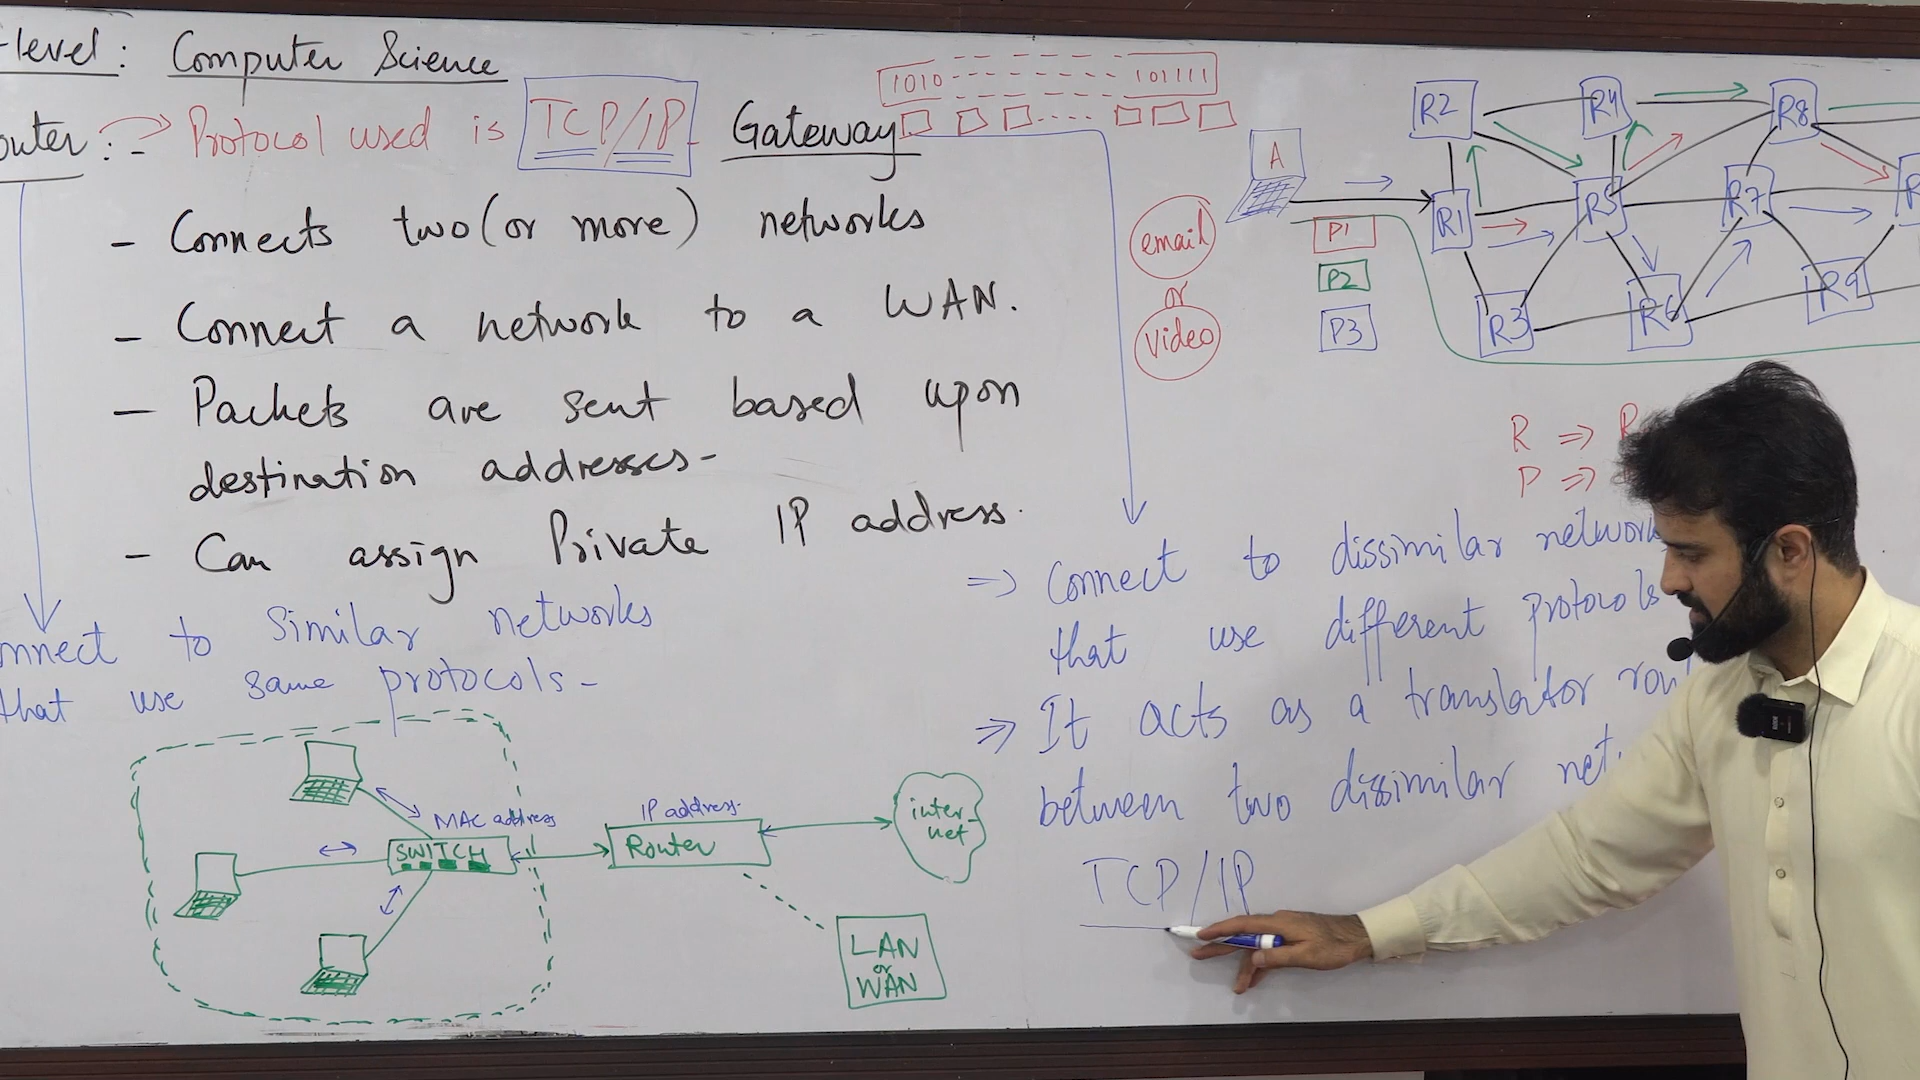 -level: Computer Science
outer :- Protocol used is TCP/IP. Gateway
- Connects two (or more) networks
- Connect a network to a WAN.
- Packets are sent based upon
destination addresses-
- Can assign Private IP address.
nnect to similar networks
that use same protocols-
MAC address
SWITCH
IP address.
Router
inter-
net
LAN
or
WAN
1010 - - - - 101111
A
email
or
video
P1
P2
P3
R2
R4
R8
R1
R5
R7
R3
R6
R9
R =>
P =>
=> Connect to dissimilar network
that use different protocols
=> It acts as a translator
between two dissimilar net.
TCP/IP